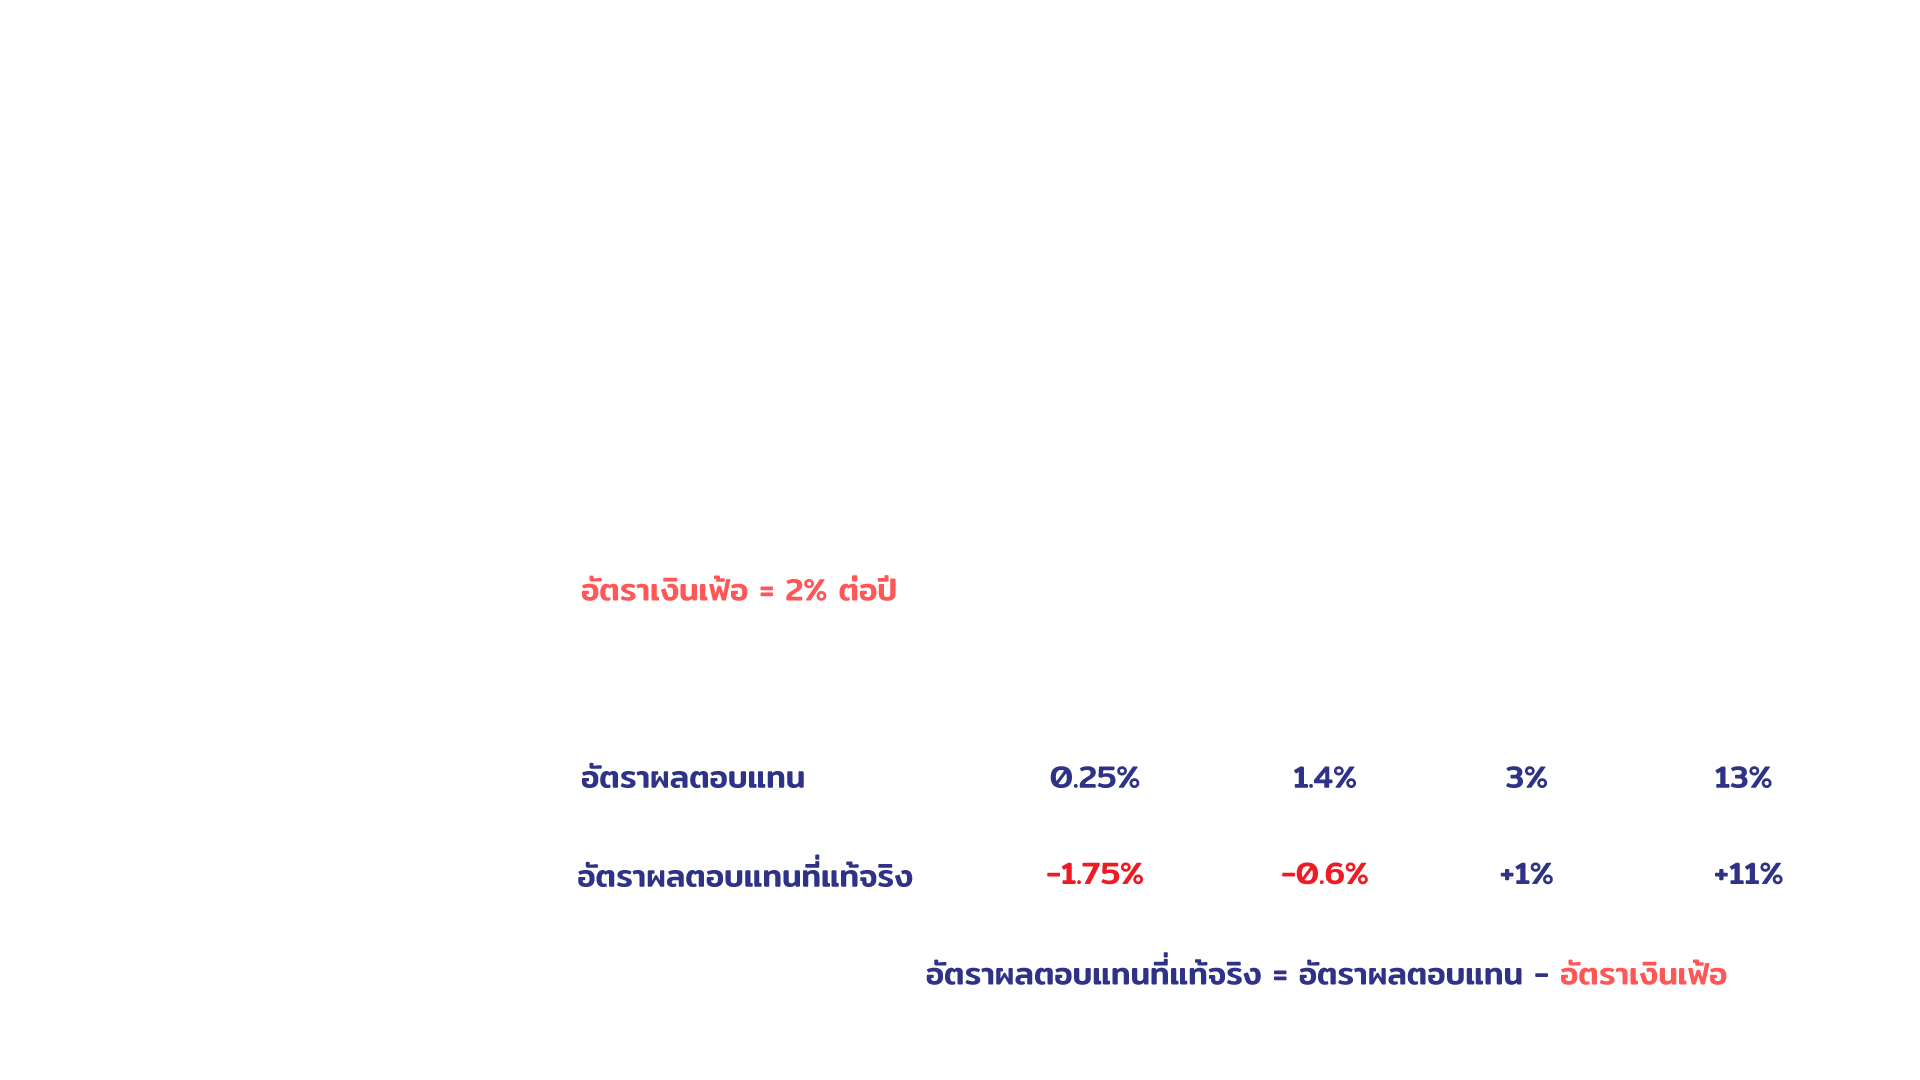 อัตราเงินเฟ้อ = 2% ต่อปี
อัตราผลตอบแทน 0.25% 1.4% 3% 13%
อัตราผลตอบแทนที่แท้จริง -1.75% -0.6% +1% +11%
อัตราผลตอบแทนที่แท้จริง = อัตราผลตอบแทน - อัตราเงินเฟ้อ